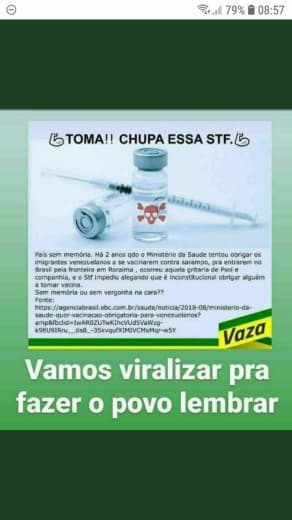 79% 08:57
TOMA!! CHUPA ESSA STF.
País sem memória. Há 2 anos qdo o Ministério da Saude tentou obrigar os
imigrantes venezuelanos a se vacinarem contra sarampo, pra entrarem no
Brasil pela fronteira em Roraima , ocorreu aquela gritaria de Psol e
companhia, e o Stf impediu alegando que é inconstitucional obrigar alguém
a tomar vacina.
Sem memória ou sem vergonha na cara??
Fonte:
https://agenciabrasil.ebc.com.br/saude/noticia/2018-08/ministerio-da-
saude-quer-vacinacao-obrigatoria-para-venezuelanos?
Vaza
Vamos viralizar pra
fazer o povo lembrar